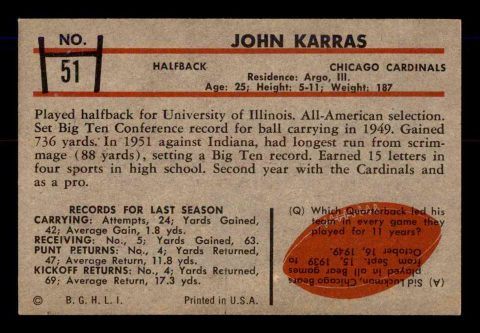 NO.
51
JOHN KARRAS
HALFBACK CHICAGO CARDINALS
Residence: Argo, Ill.
Age: 25; Height: 5-11; Weight: 187
Played halfback for University of Illinois. All-American selection.
Set Big Ten Conference record for ball carrying in 1949. Gained
736 yards. In 1951 against Indiana, had longest run from scrim-
mage (88 yards), setting a Big Ten record. Earned 15 letters in
four sports in high school. Second year with the Cardinals and
as a pro.
RECORDS FOR LAST SEASON
CARRYING: Attempts, 24; Yards Gained,
42; Average Gain, 1.8 yds.
RECEIVING: No., 5; Yards Gained, 63.
PUNT RETURNS: No., 4; Yards Returned,
47; Average Return, 11.8 yds.
KICKOFF RETURNS: No., 4; Yards Returned,
69; Average Return, 17.3 yds.
© B. G. H. L. I. Printed in U.S.A.
(Q) Which quarterback led his
team in every game they
played for 11 years?
(A) Sid Luckman, Chicago Bears
played in all Bear games
from Sept. 15, 1939 to
October 16, 1949.